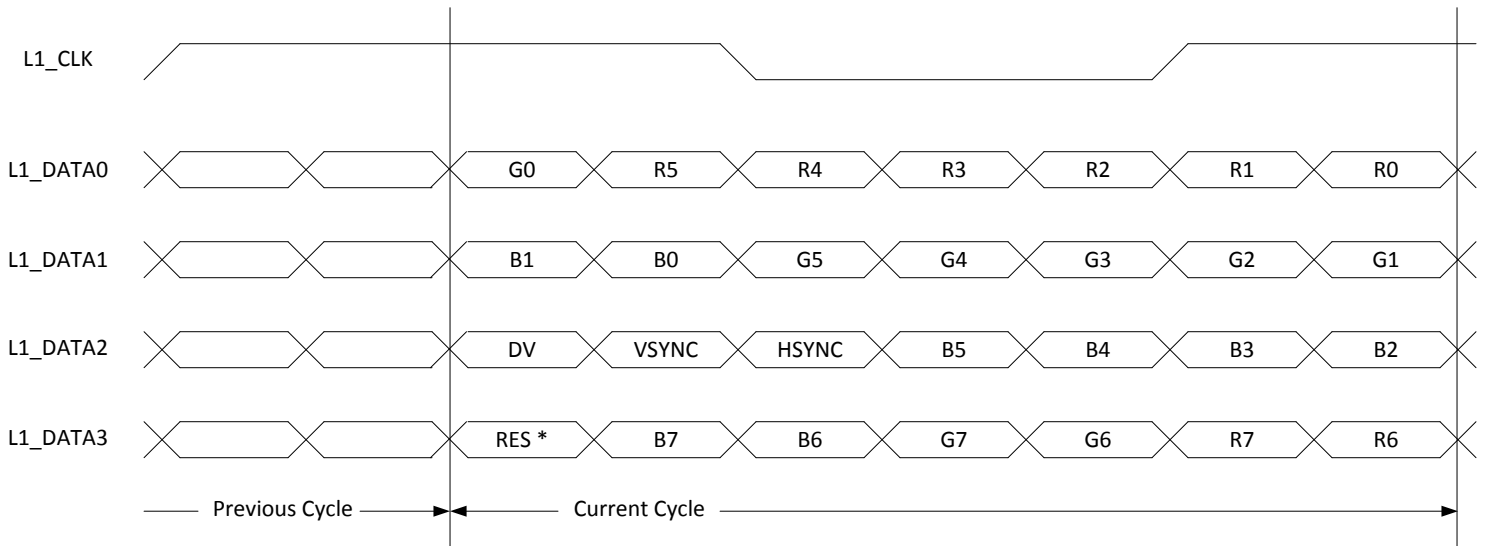 L1_CLK
L1_DATA0 G0 R5 R4 R3 R2 R1 R0
L1_DATA1 B1 B0 G5 G4 G3 G2 G1
L1_DATA2 DV VSYNC HSYNC B5 B4 B3 B2
L1_DATA3 RES * B7 B6 G7 G6 R7 R6
Previous Cycle Current Cycle